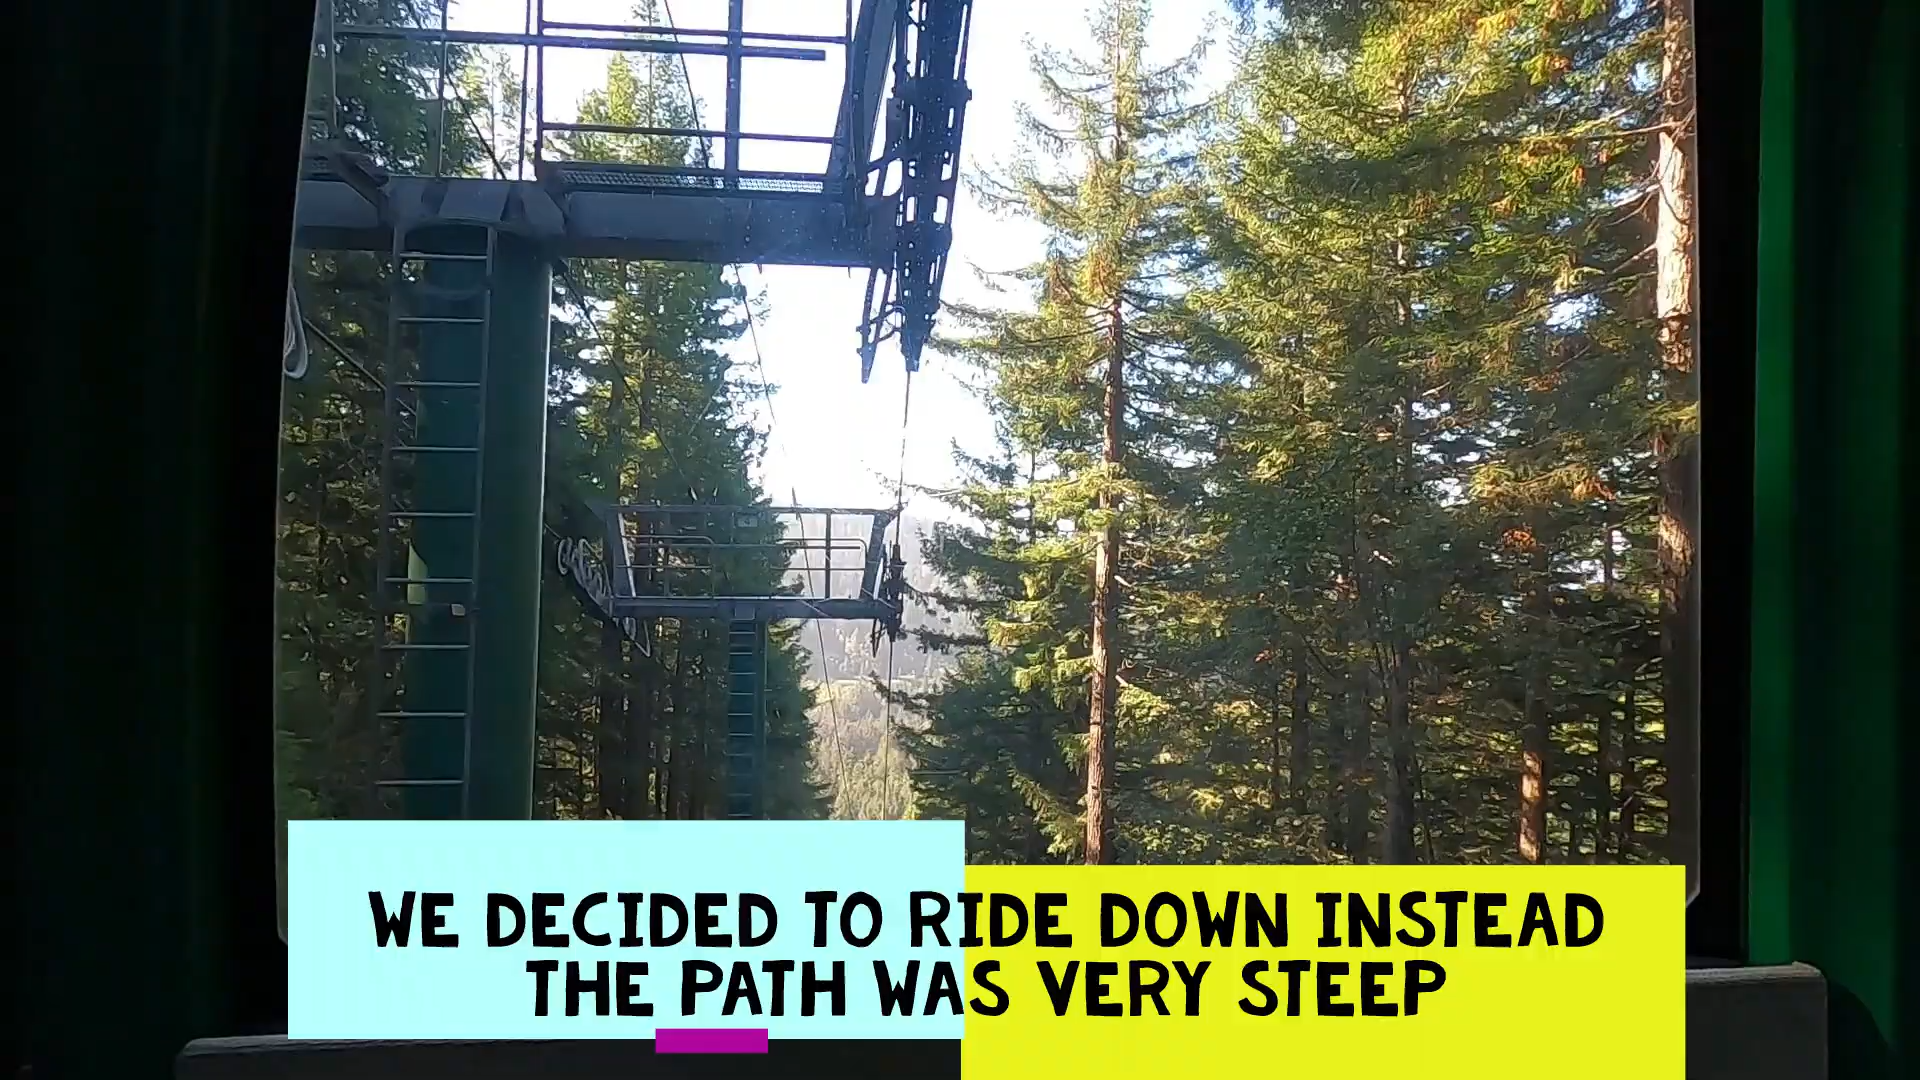 WE DECIDED TO RIDE DOWN INSTEAD
THE PATH WAS VERY STEEP